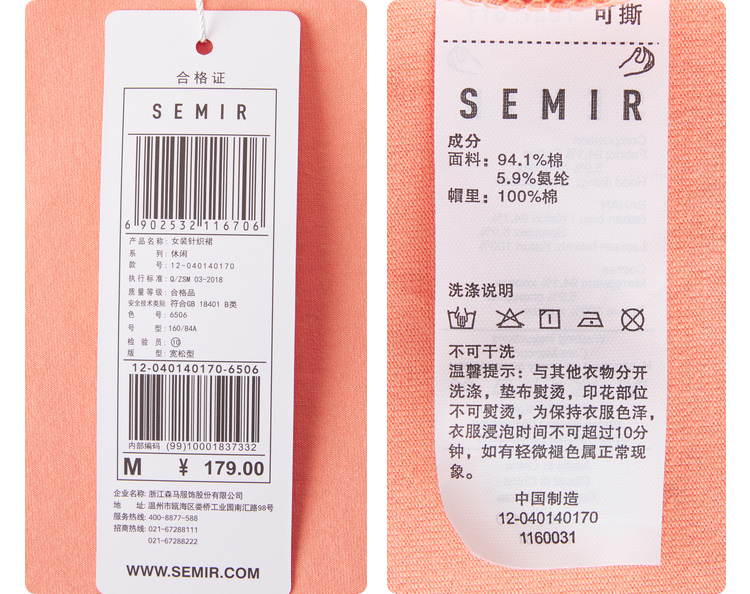 合格证
SEMIR
6 902532 116706
产品名称: 女装针织裙
系 列: 休闲
款 号: 12-040140170
执行标准: Q/ZSM 03-2018
质量等级: 合格品
安全技术类别: 符合GB 18401 B类
色 号: 6506
号 型: 160/84A
检 验 员: ⑩
版 型: 宽松型
12-040140170-6506
内部编码 (99)10001837332
M ¥ 179.00
企业名称: 浙江森马服饰股份有限公司
地 址: 温州市瓯海区娄桥工业园南汇路98号
服务热线: 400-8877-588
招商热线: 021-67288111
021-67288222
WWW.SEMIR.COM
可撕
SEMIR
成分
面料: 94.1%棉
5.9%氨纶
帽里: 100%棉
洗涤说明
不可干洗
温馨提示: 与其他衣物分开
洗涤, 垫布熨烫, 印花部位
不可熨烫, 为保持衣服色泽,
衣服浸泡时间不可超过10分
钟, 如有轻微褪色属正常现
象。
中国制造
12-040140170
1160031